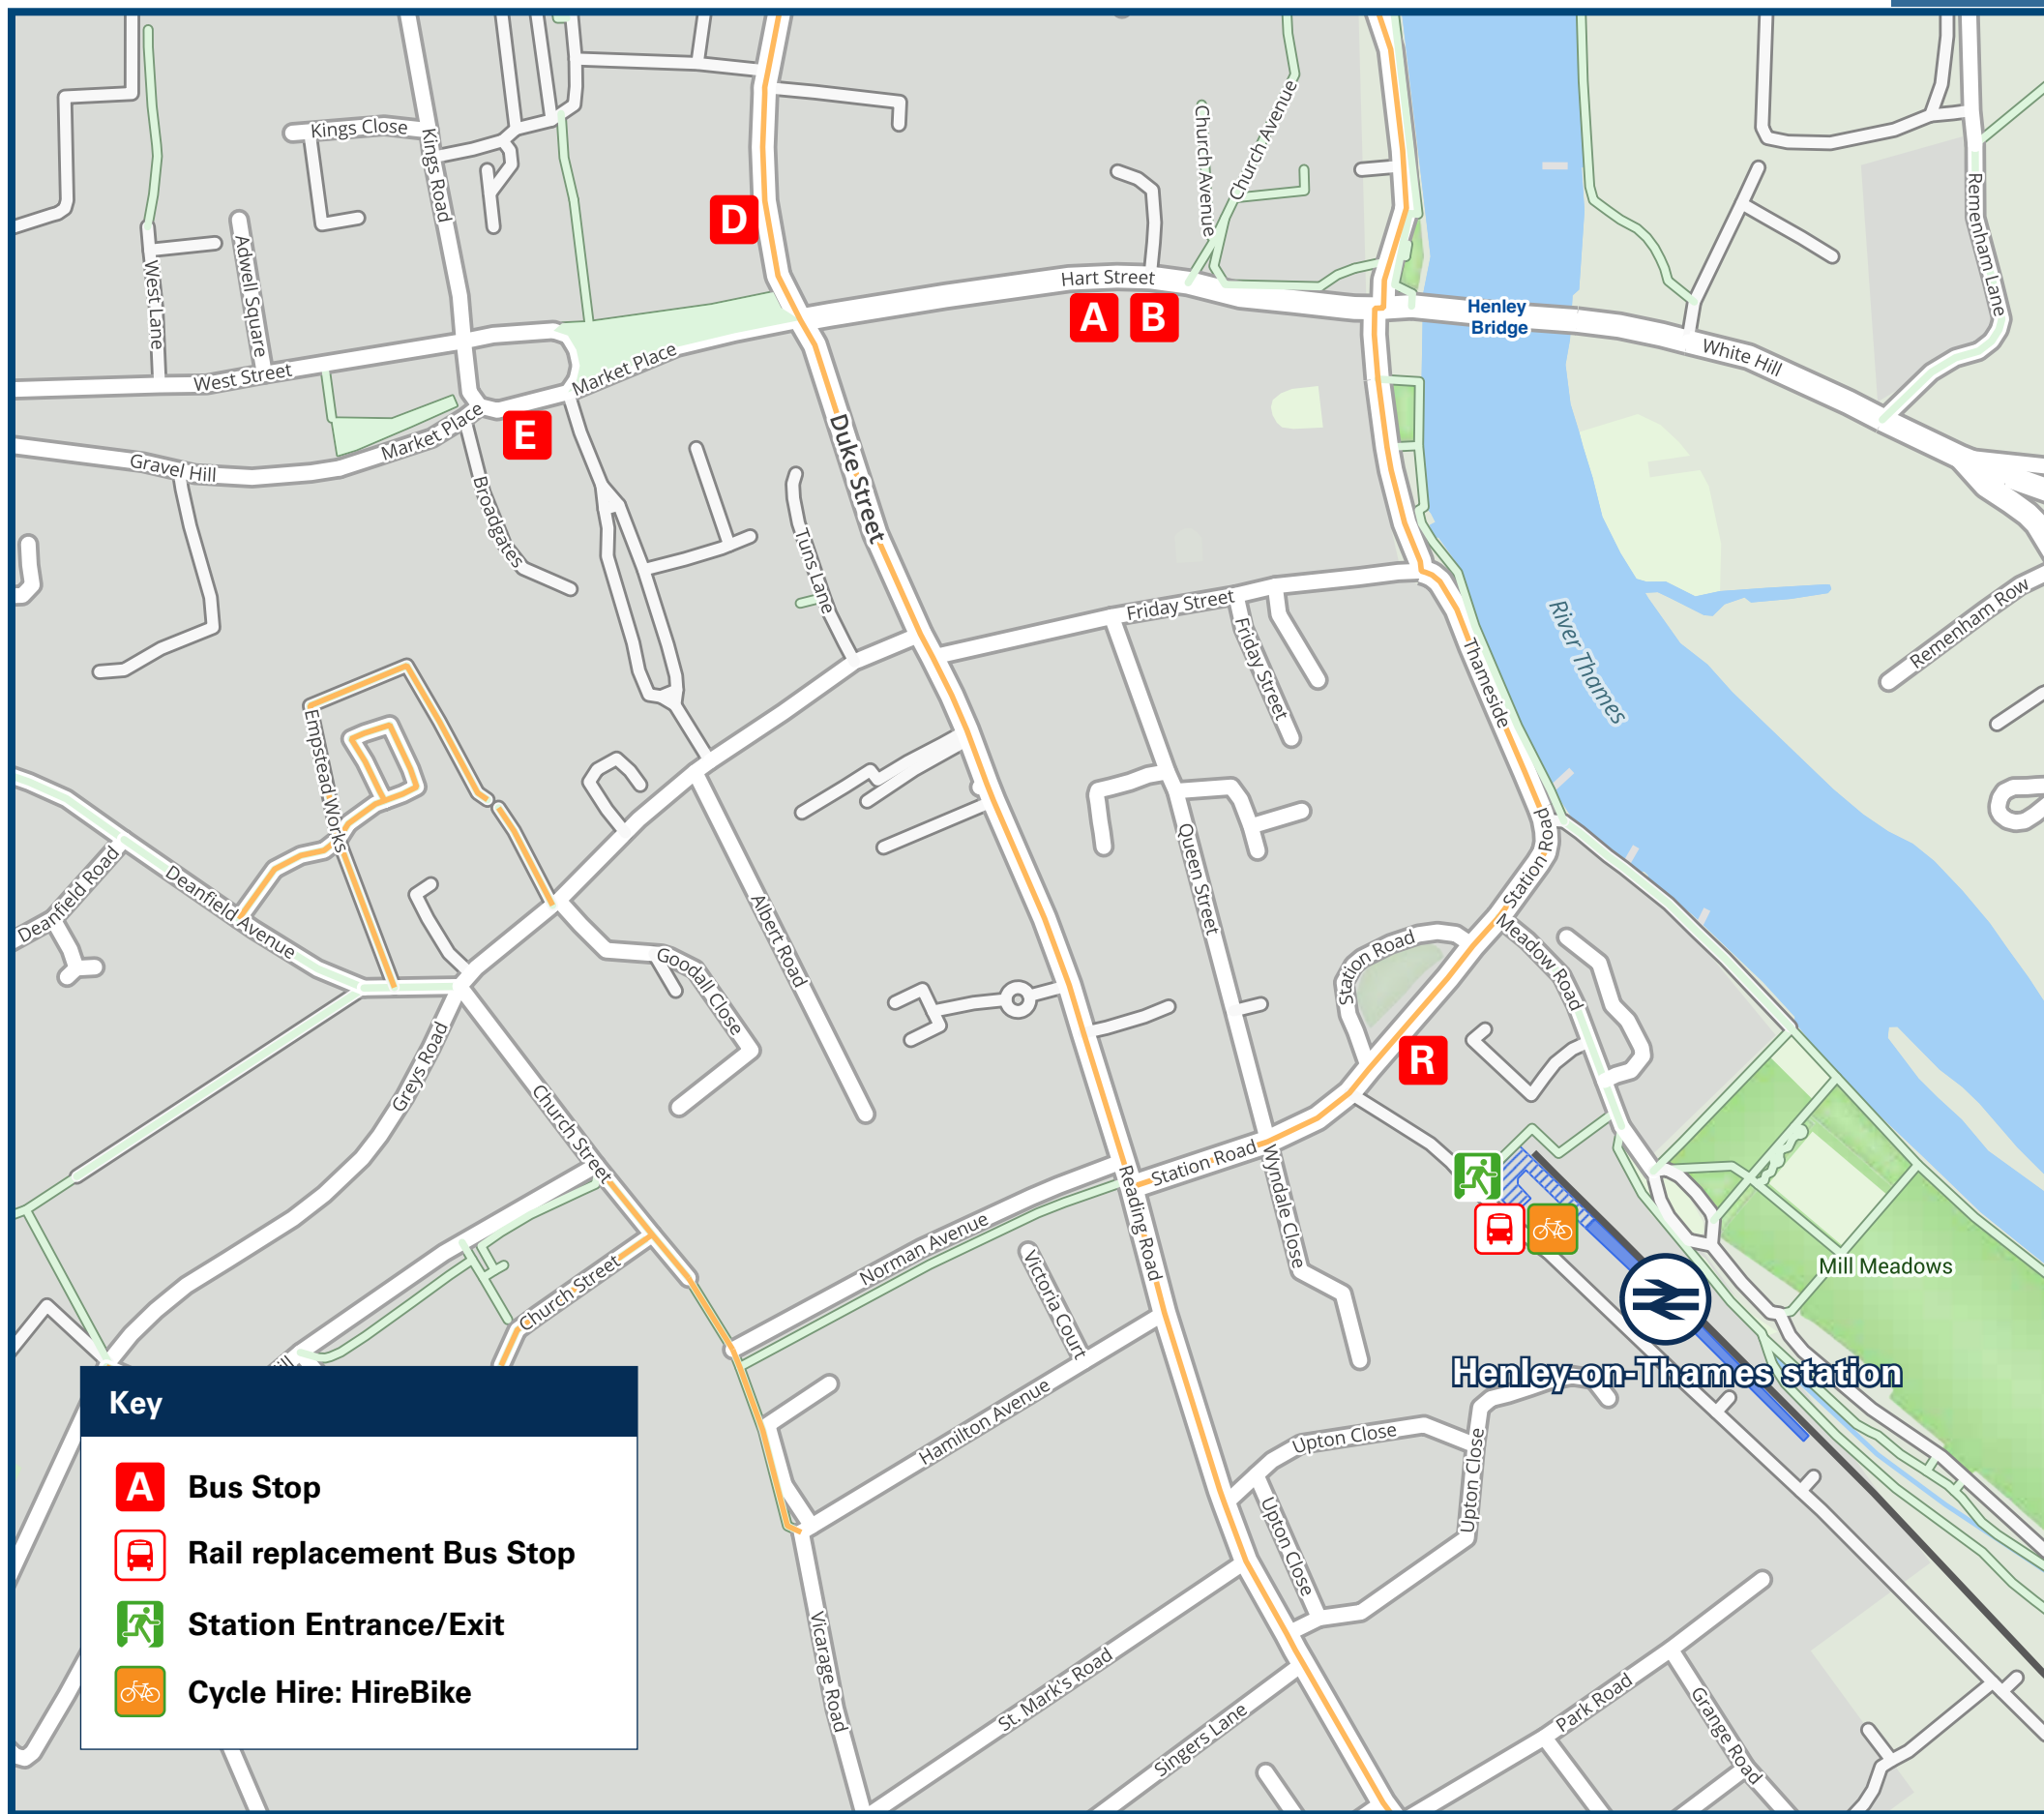 Kings Close
Kings Road
Church Avenue
Church Avenue
D
Remenham Lane
West Lane
Adwell Square
Hart Street
A
B
Henley
Bridge
White Hill
West Street
Market Place
Market Place
E
Gravel Hill
Broadgates
Duke Street
Tuns Lane
Friday Street
Friday Street
Thameside
River Thames
Remenham Row
Empstead Works
Deanfield Road
Deanfield Avenue
Queen Street
Station Road
Albert Road
Goodall Close
Station Road
Meadow Road
R
Greys Road
Church Street
Station Road
Reading Road
Wyndale Close
Norman Avenue
Victoria Court
Church Street
Mill Meadows
Henley-on-Thames station
Hamilton Avenue
Upton Close
Upton Close
Upton Close
Vicarage Road
St. Mark's Road
Singers Lane
Park Road
Grange Road
Key
A Bus Stop
Rail replacement Bus Stop
Station Entrance/Exit
Cycle Hire: HireBike